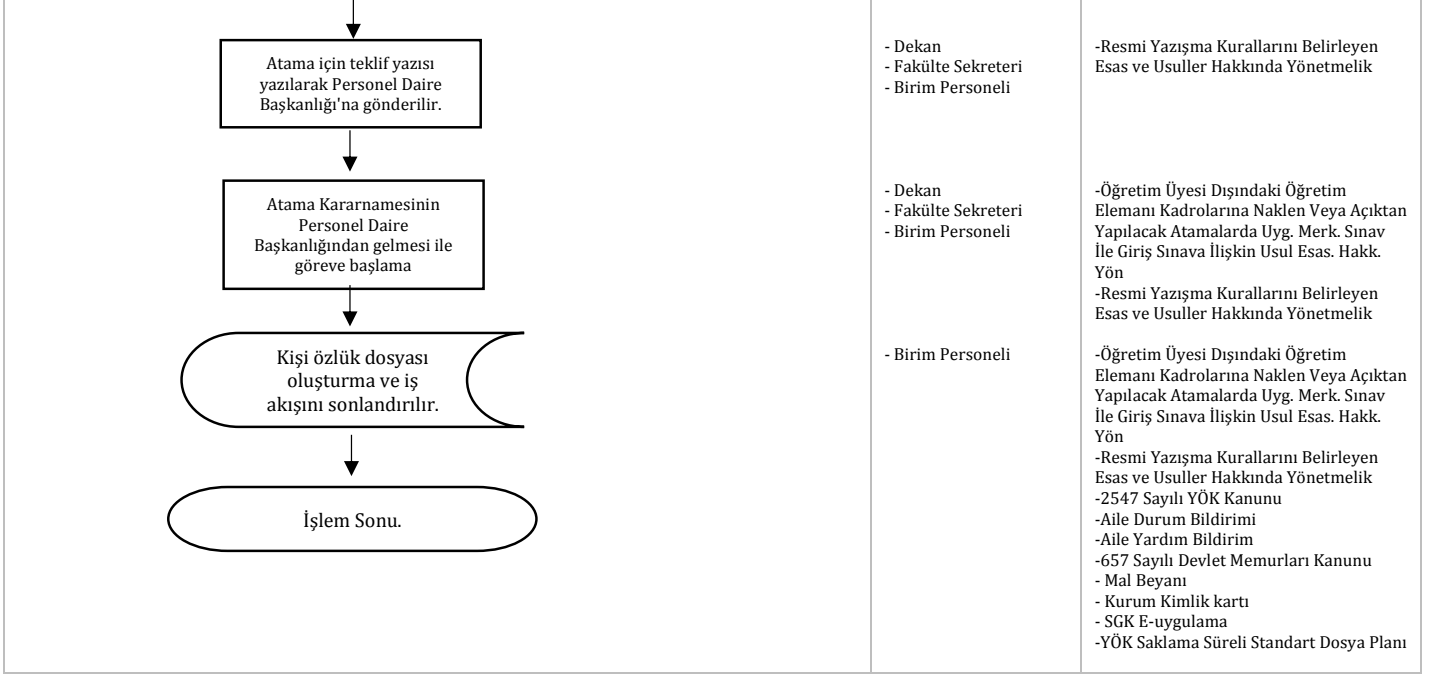 Atama için teklif yazısı
yazılarak Personel Daire
Başkanlığı'na gönderilir.
- Dekan
- Fakülte Sekreteri
- Birim Personeli
-Resmi Yazışma Kurallarını Belirleyen
Esas ve Usuller Hakkında Yönetmelik
Atama Kararnamesinin
Personel Daire
Başkanlığından gelmesi ile
göreve başlama
- Dekan
- Fakülte Sekreteri
- Birim Personeli
-Öğretim Üyesi Dışındaki Öğretim
Elemanı Kadrolarına Naklen Veya Açıktan
Yapılacak Atamalarda Uyg. Merk. Sınav
İle Giriş Sınava İlişkin Usul Esas. Hakk.
Yön
-Resmi Yazışma Kurallarını Belirleyen
Esas ve Usuller Hakkında Yönetmelik
Kişi özlük dosyası
oluşturma ve iş
akışını sonlandırılır.
- Birim Personeli
-Öğretim Üyesi Dışındaki Öğretim
Elemanı Kadrolarına Naklen Veya Açıktan
Yapılacak Atamalarda Uyg. Merk. Sınav
İle Giriş Sınava İlişkin Usul Esas. Hakk.
Yön
-Resmi Yazışma Kurallarını Belirleyen
Esas ve Usuller Hakkında Yönetmelik
-2547 Sayılı YÖK Kanunu
-Aile Durum Bildirimi
-Aile Yardım Bildirim
-657 Sayılı Devlet Memurları Kanunu
- Mal Beyanı
- Kurum Kimlik kartı
- SGK E-uygulama
-YÖK Saklama Süreli Standart Dosya Planı
İşlem Sonu.